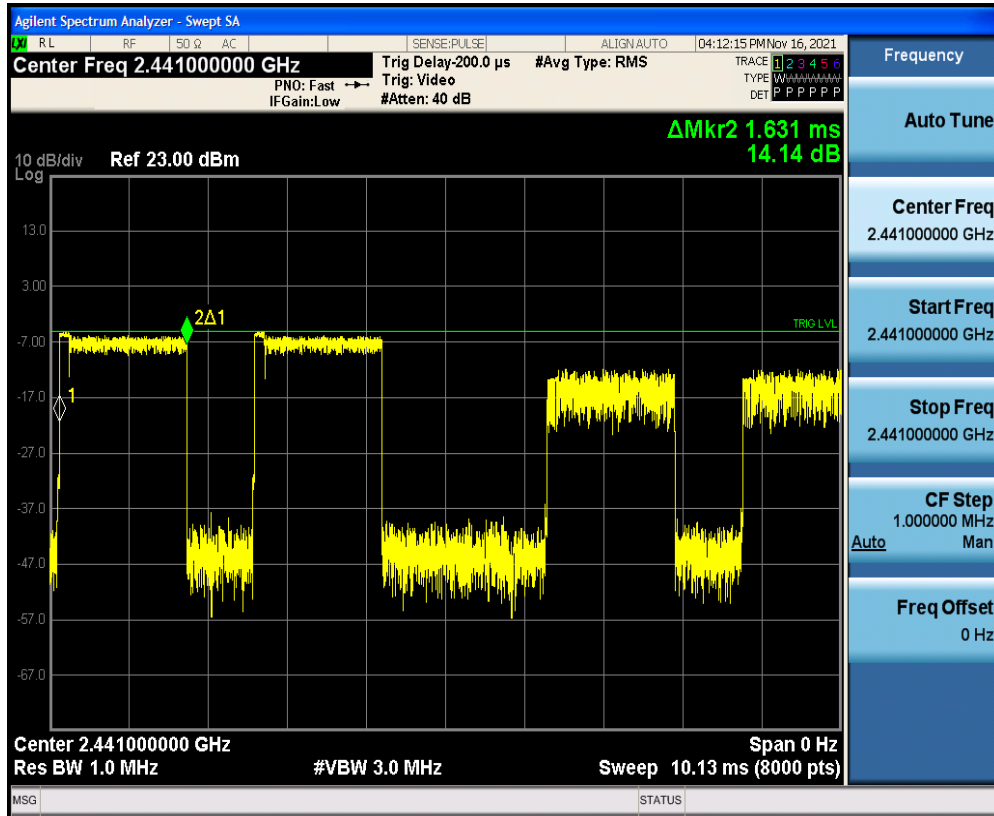 Agilent Spectrum Analyzer - Swept SA
LXI RL RF 50 Ω AC SENSE:PULSE ALIGN AUTO 04:12:15 PM Nov 16, 2021
Center Freq 2.441000000 GHz
PNO: Fast
IFGain:Low
Trig Delay-200.0 µs
Trig: Video
#Atten: 40 dB
#Avg Type: RMS
TRACE 1 2 3 4 5 6
TYPE W
DET P P P P P P
ΔMkr2 1.631 ms
14.14 dB
10 dB/div Ref 23.00 dBm
Log
13.0
3.00
-7.00
-17.0
-27.0
-37.0
-47.0
-57.0
-67.0
2Δ1
TRIG LVL
1
Center 2.441000000 GHz Span 0 Hz
Res BW 1.0 MHz #VBW 3.0 MHz Sweep 10.13 ms (8000 pts)
MSG STATUS
Frequency
Auto Tune
Center Freq
2.441000000 GHz
Start Freq
2.441000000 GHz
Stop Freq
2.441000000 GHz
CF Step
1.000000 MHz
Auto Man
Freq Offset
0 Hz